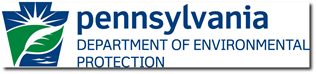 pennsylvania
DEPARTMENT OF ENVIRONMENTAL
PROTECTION